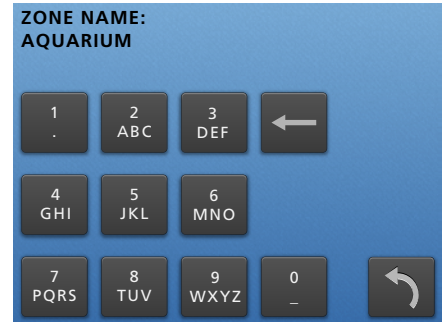 ZONE NAME:
AQUARIUM
1
.
2
ABC
3
DEF
4
GHI
5
JKL
6
MNO
7
PQRS
8
TUV
9
WXYZ
0
_